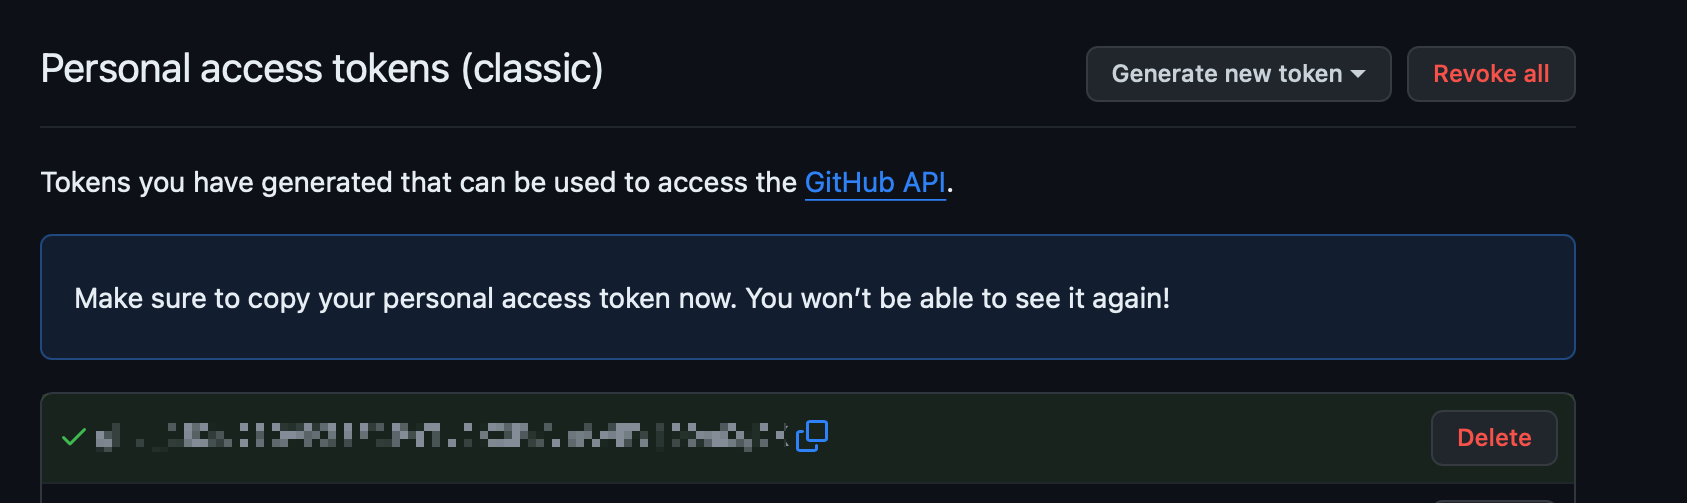 Personal access tokens (classic)
Generate new token
Revoke all
Tokens you have generated that can be used to access the GitHub API.
Make sure to copy your personal access token now. You won’t be able to see it again!
Delete